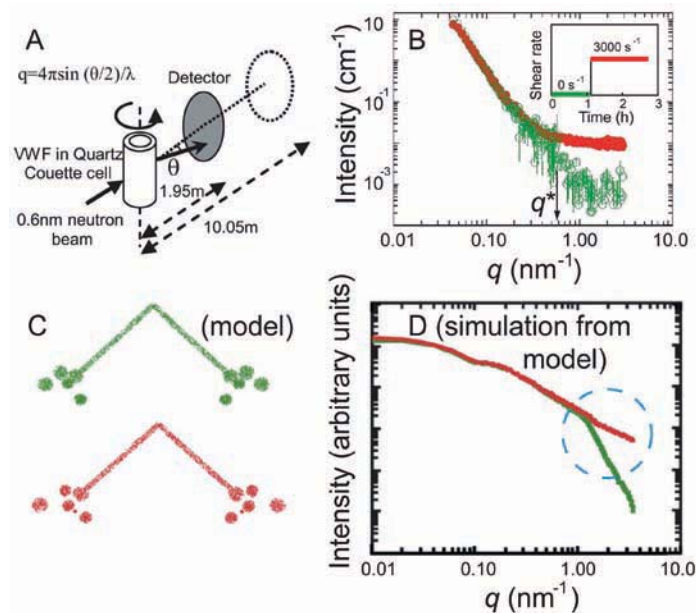 A
q=4πsin (θ/2)/λ
Detector
VWF in Quartz
Couette cell
θ
1.95m
0.6nm neutron
beam
10.05m
B
Intensity (cm⁻¹)
10
10⁻¹
10⁻³
0.01
0.10
1.00
10.0
q (nm⁻¹)
q*
Shear rate
3000 s⁻¹
0 s⁻¹
0 1 2 3
Time (h)
C
(model)
D (simulation from
model)
Intensity (arbitrary units)
0.01
0.10
1.00
10.0
q (nm⁻¹)